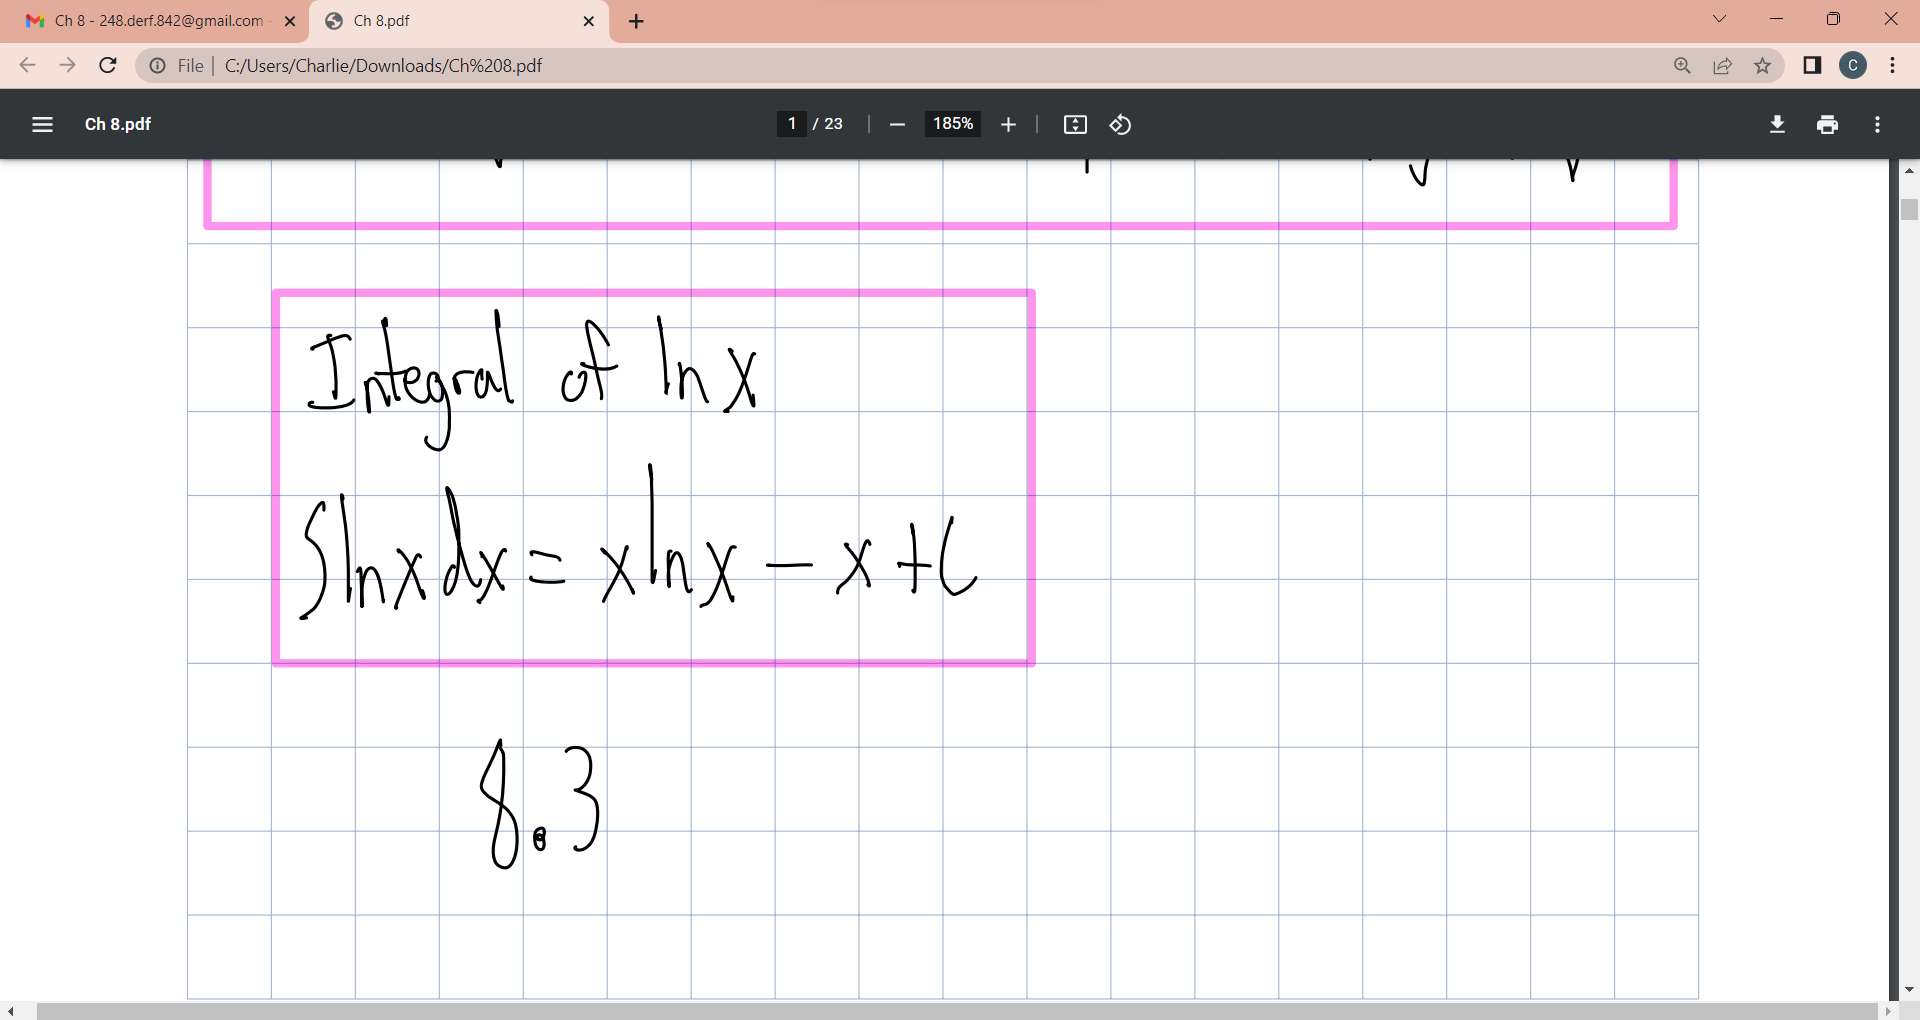 Ch 8 - 248.derf.842@gmail.com -
Ch 8.pdf
File | C:/Users/Charlie/Downloads/Ch%208.pdf
C
Ch 8.pdf
1 / 23
185%
Integral of ln x
∫ln x dx = x ln x - x + C
8.3